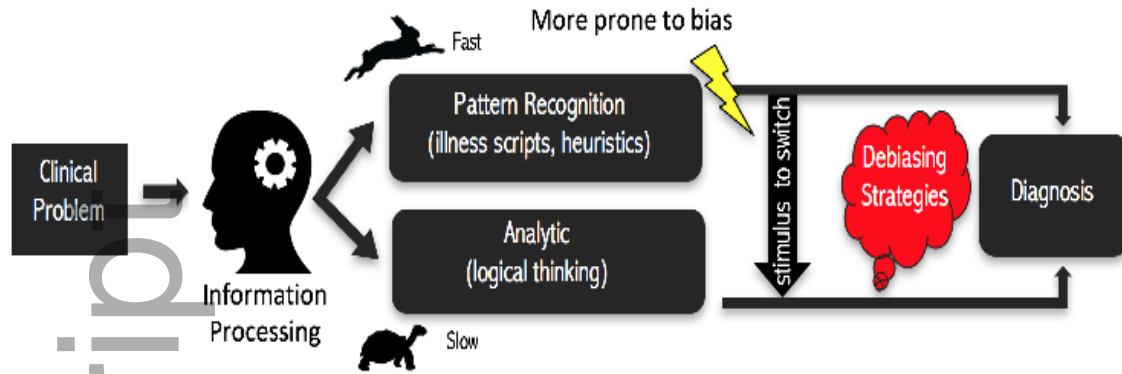 More prone to bias
Fast
Pattern Recognition
(illness scripts, heuristics)
Clinical
Problem
Information
Processing
Analytic
(logical thinking)
Slow
stimulus to switch
Debiasing
Strategies
Diagnosis